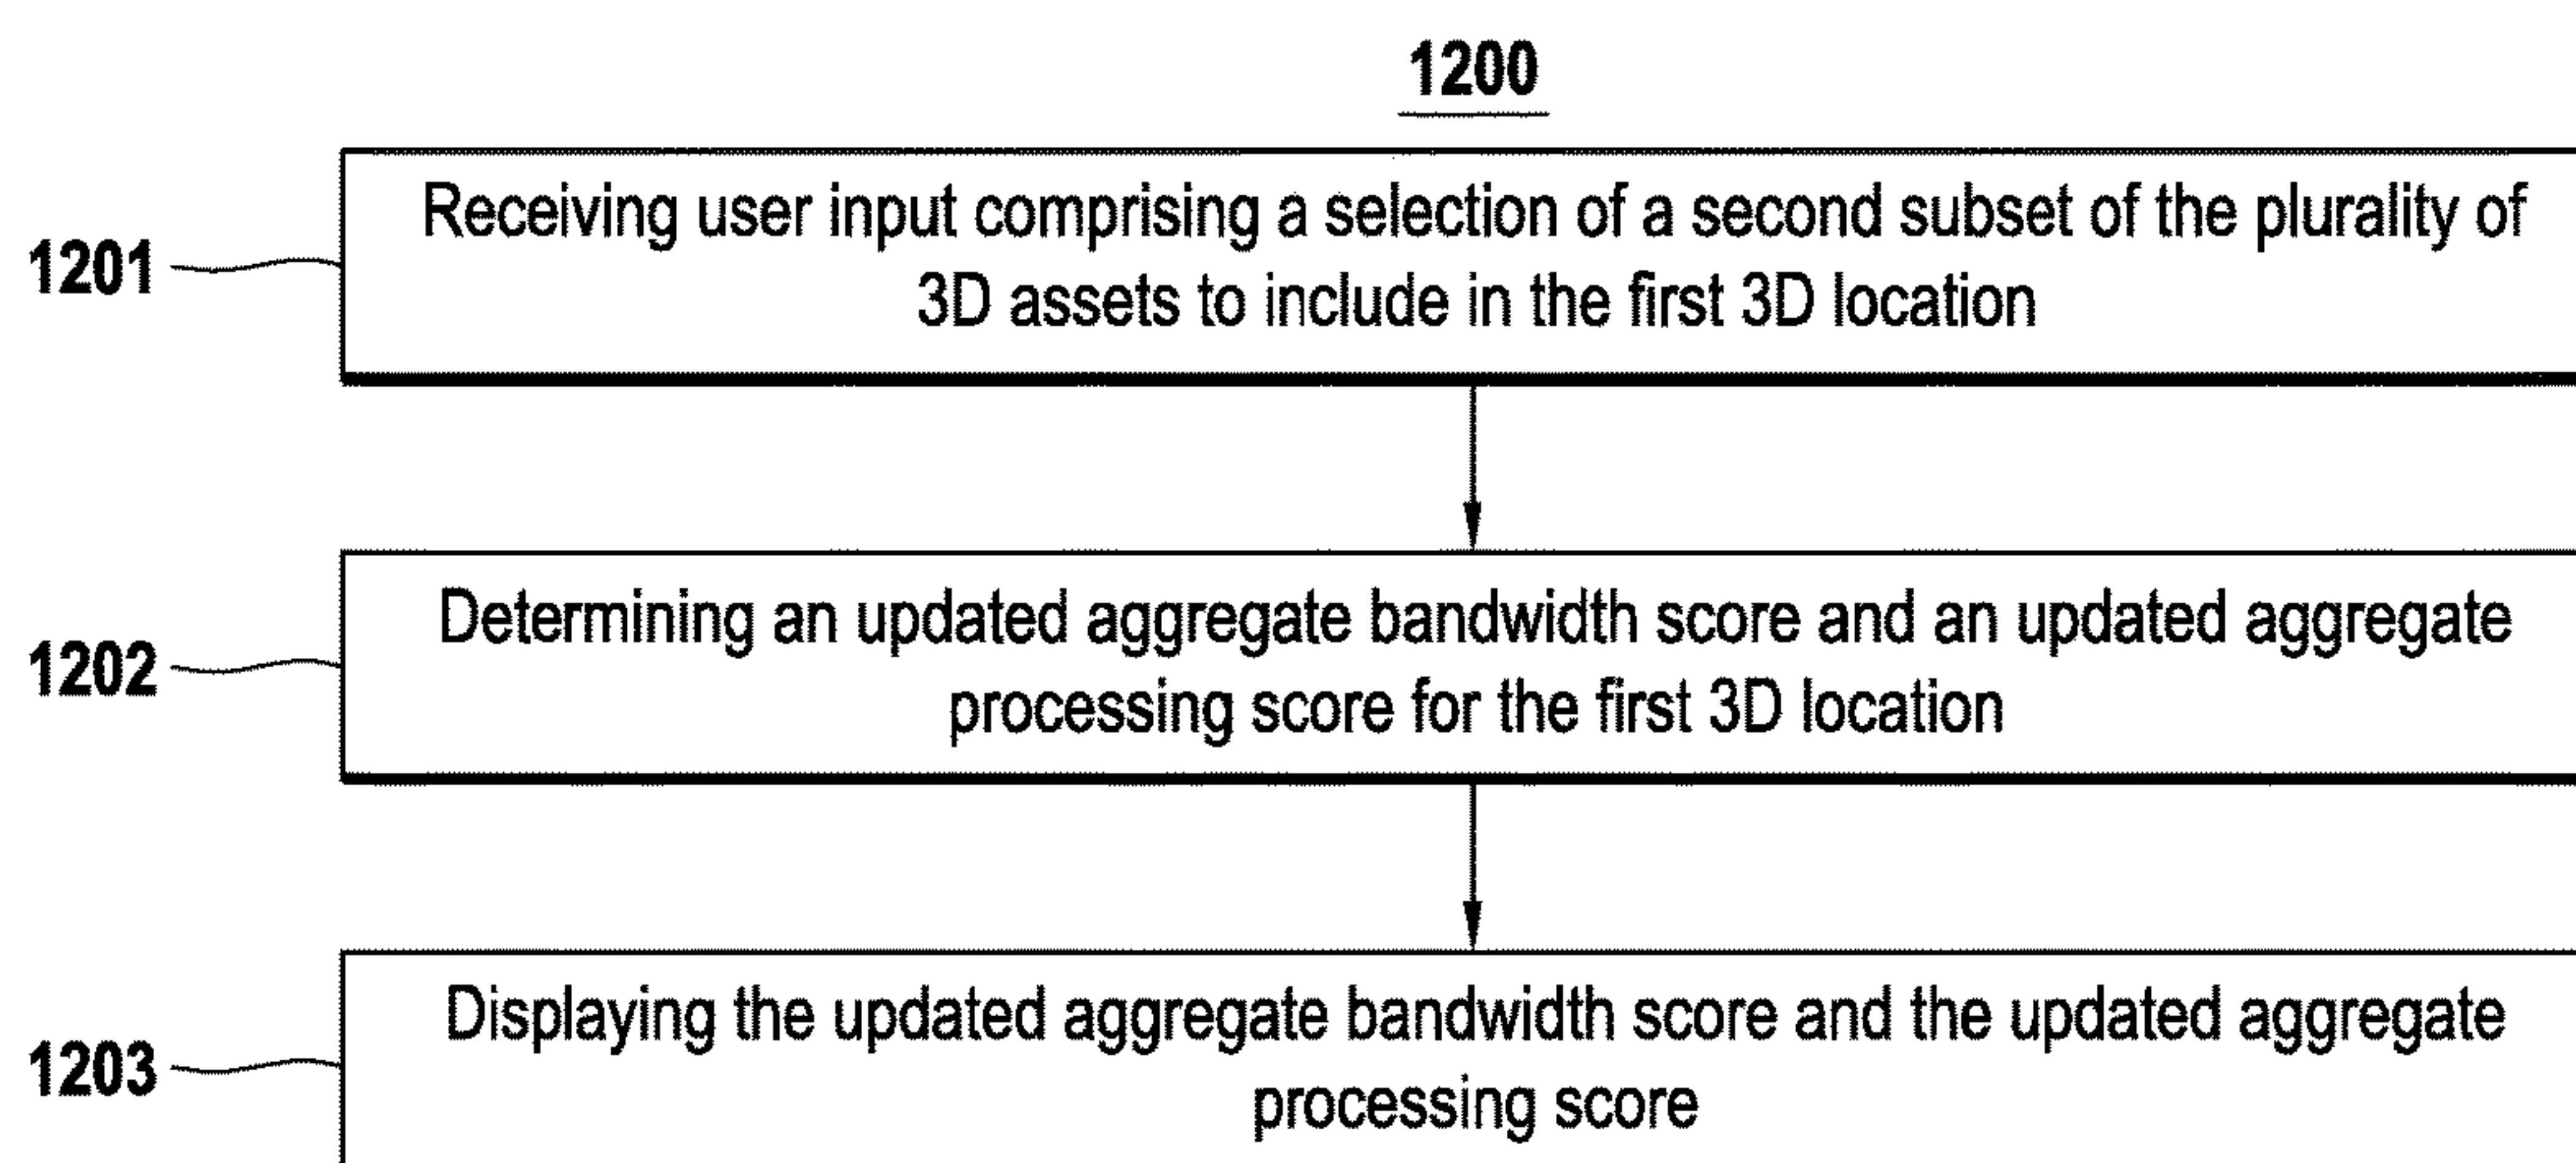 1200
1201
Receiving user input comprising a selection of a second subset of the plurality of
3D assets to include in the first 3D location
1202
Determining an updated aggregate bandwidth score and an updated aggregate
processing score for the first 3D location
1203
Displaying the updated aggregate bandwidth score and the updated aggregate
processing score